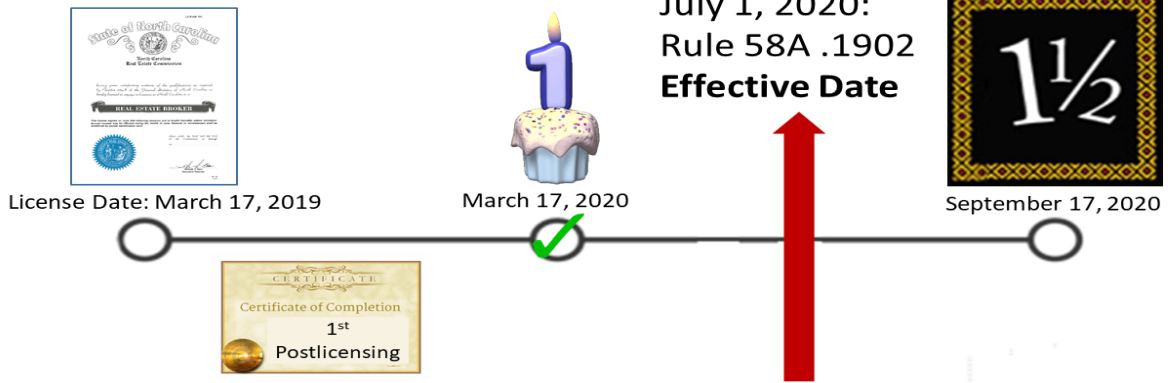 State of North Carolina
North Carolina
Real Estate Commission
REAL ESTATE BROKER
License Date: March 17, 2019
1
March 17, 2020
July 1, 2020:
Rule 58A .1902
Effective Date
1½
September 17, 2020
CERTIFICATE
Certificate of Completion
1st
Postlicensing